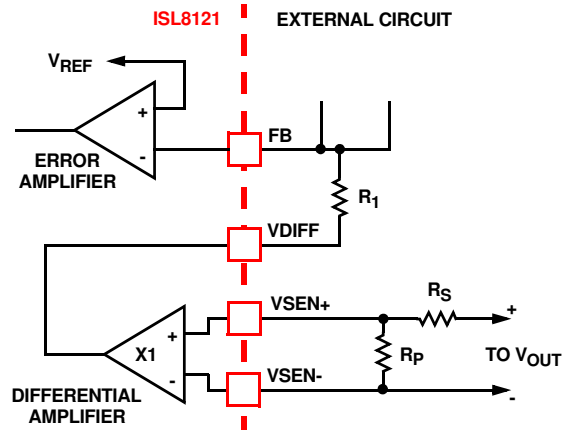 ISL8121 EXTERNAL CIRCUIT
VREF
+
-
FB
ERROR
AMPLIFIER
R1
VDIFF
VSEN+
RS
+
+
X1
RP
TO VOUT
-
VSEN-
-
DIFFERENTIAL
AMPLIFIER